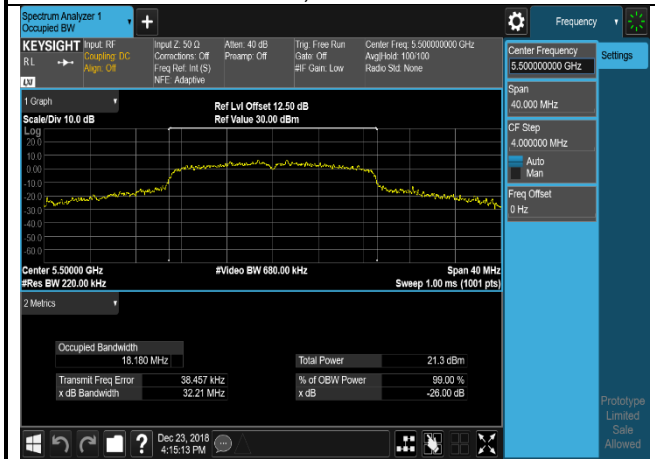 Spectrum Analyzer 1
Occupied BW
+
Frequency
KEYSIGHT
RL
LXI
Input: RF
Coupling: DC
Align: Off
Input Z: 50 Ω
Corrections: Off
Freq Ref: Int (S)
NFE: Adaptive
Atten: 40 dB
Preamp: Off
Trig: Free Run
Gate: Off
#IF Gain: Low
Center Freq: 5.500000000 GHz
Avg|Hold: 100/100
Radio Std: None
Center Frequency
5.500000000 GHz
Settings
Span
40.000 MHz
CF Step
4.000000 MHz
Auto
Man
Freq Offset
0 Hz
1 Graph
Scale/Div 10.0 dB
Ref Lvl Offset 12.50 dB
Ref Value 30.00 dBm
Log
20.0
10.0
0.00
-10.0
-20.0
-30.0
-40.0
-50.0
-60.0
Center 5.50000 GHz
#Video BW 680.00 kHz
Span 40 MHz
#Res BW 220.00 kHz
Sweep 1.00 ms (1001 pts)
2 Metrics
Occupied Bandwidth
18.180 MHz
Total Power
21.3 dBm
Transmit Freq Error
38.457 kHz
% of OBW Power
99.00 %
x dB Bandwidth
32.21 MHz
x dB
-26.00 dB
Prototype
Limited
Sale
Allowed
?
Dec 23, 2018
4:15:13 PM